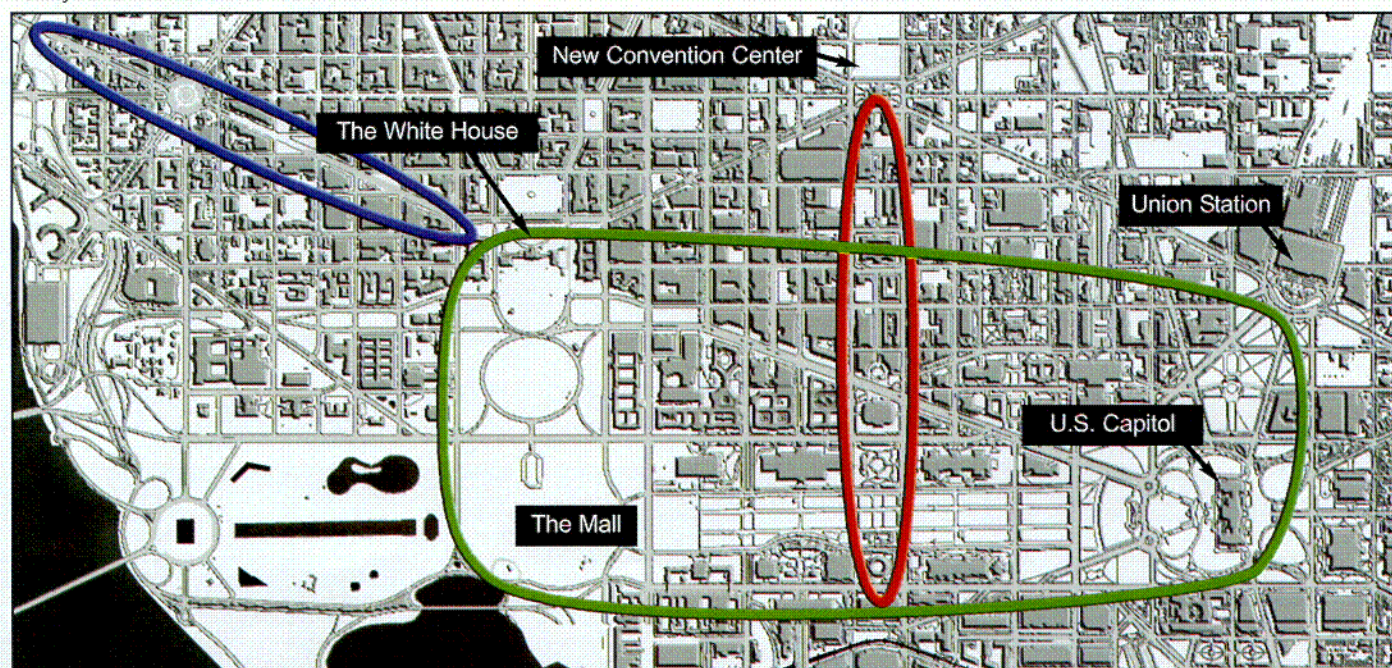 New Convention Center
The White House
Union Station
U.S. Capitol
The Mall